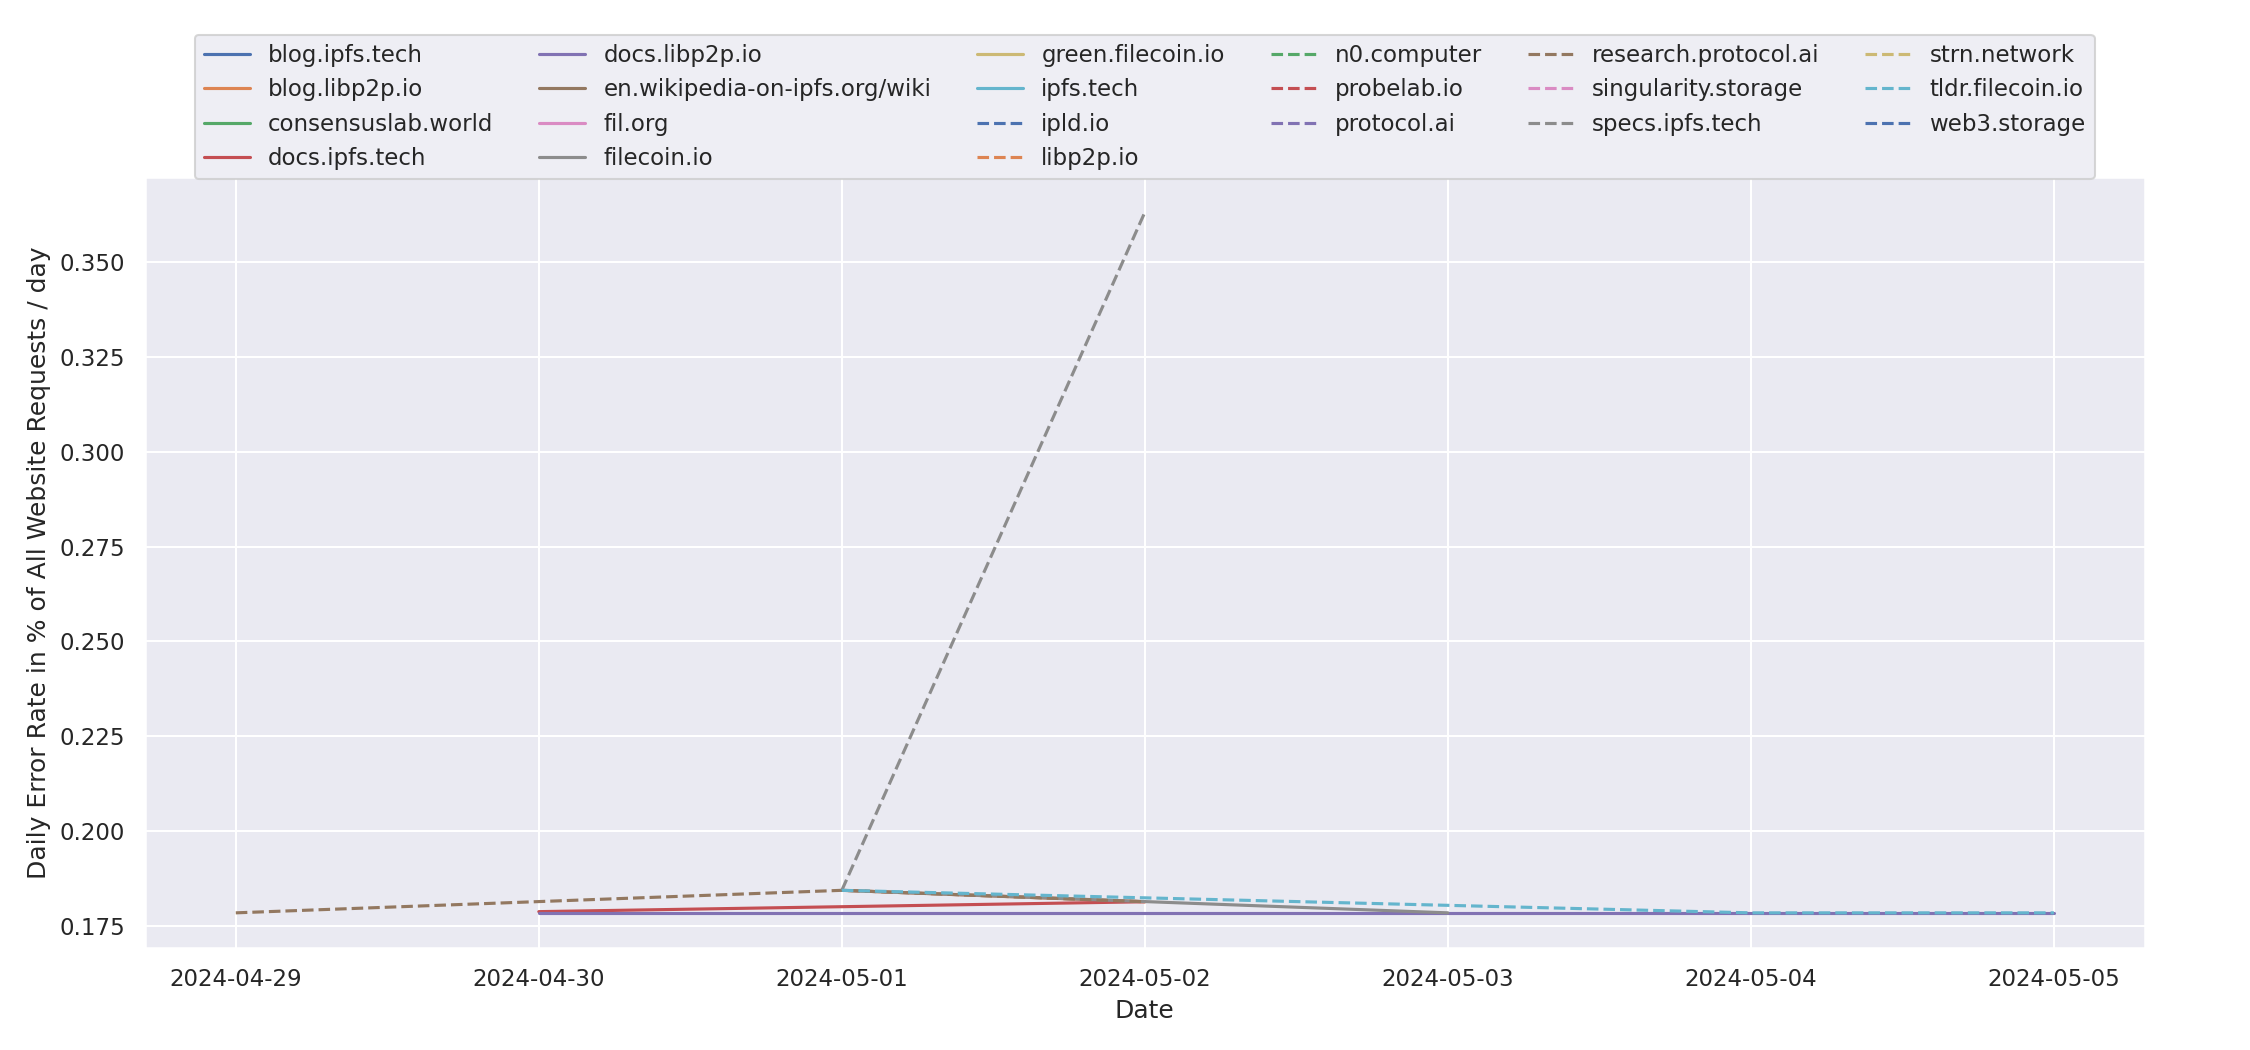 blog.ipfs.tech
blog.libp2p.io
consensuslab.world
docs.ipfs.tech
docs.libp2p.io
en.wikipedia-on-ipfs.org/wiki
fil.org
filecoin.io
green.filecoin.io
ipfs.tech
ipld.io
libp2p.io
n0.computer
probelab.io
protocol.ai
research.protocol.ai
singularity.storage
specs.ipfs.tech
strn.network
tldr.filecoin.io
web3.storage
Daily Error Rate in % of All Website Requests / day
0.350
0.325
0.300
0.275
0.250
0.225
0.200
0.175
2024-04-29
2024-04-30
2024-05-01
2024-05-02
2024-05-03
2024-05-04
2024-05-05
Date